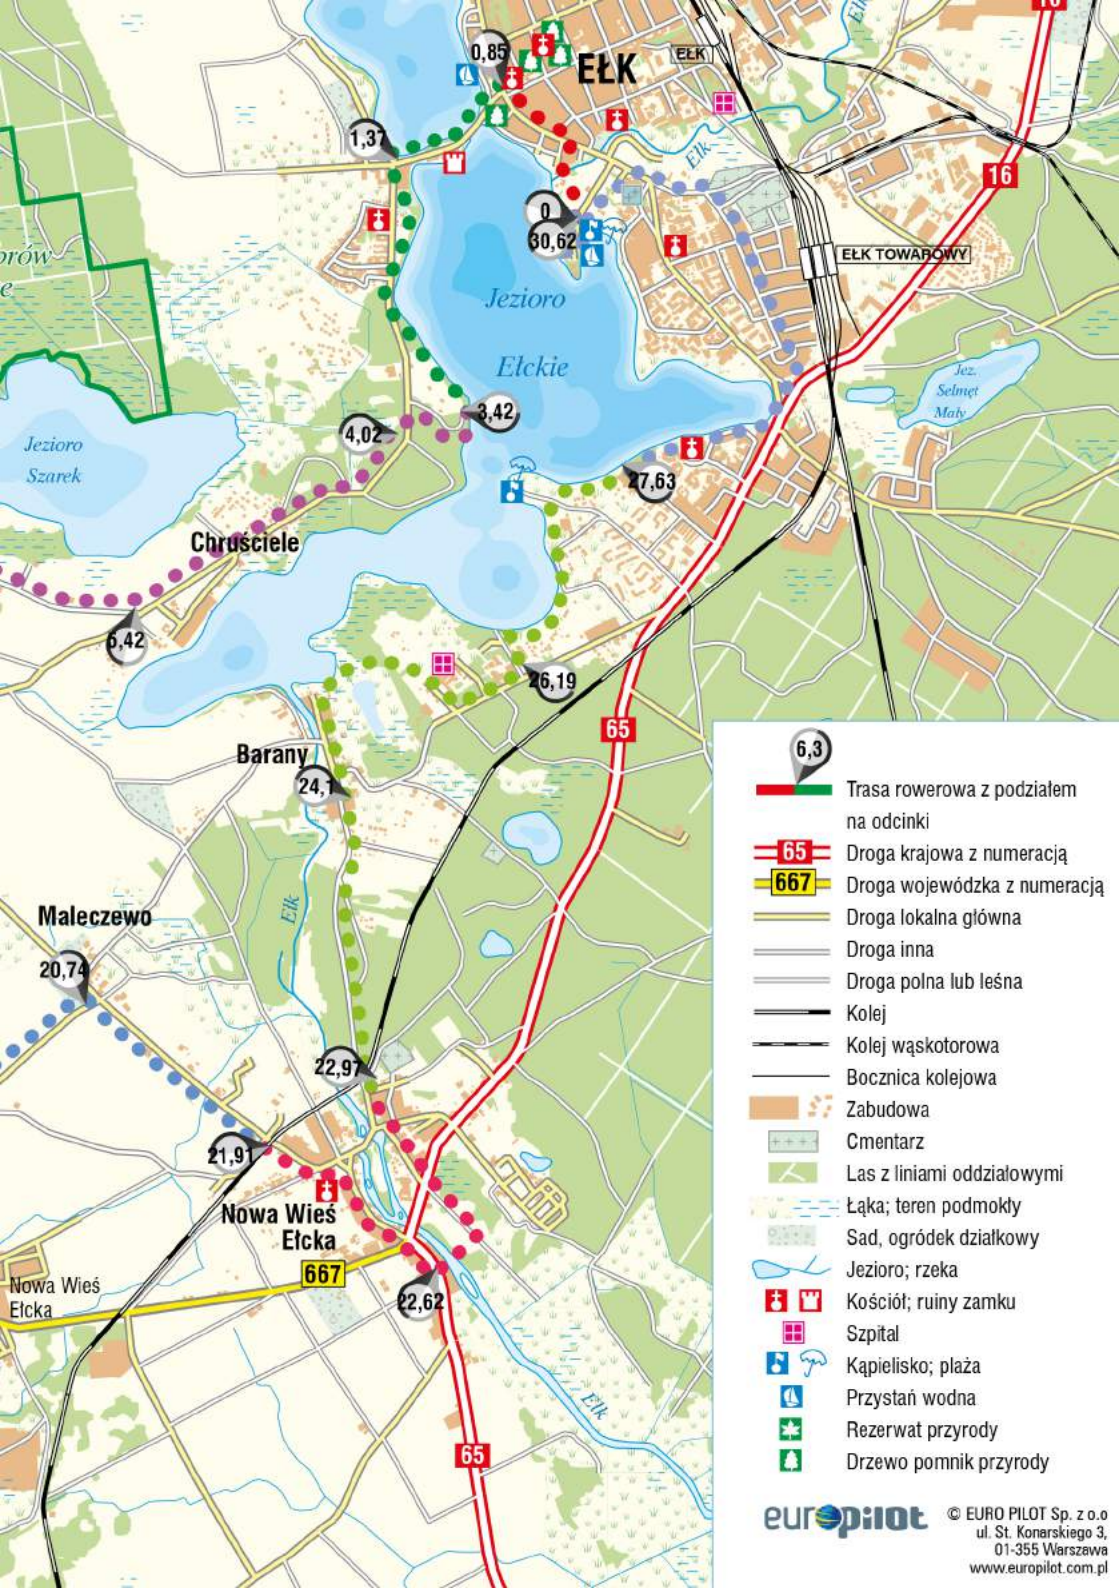 16
0,85
EŁK
EŁK
1,37
Ełk
16
0
30,62
EŁK TOWAROWY
Jezioro
Ełckie
Jez.
Selmęt
Mały
3,42
4,02
Jezioro
Szarek
27,63
Chruściele
5,42
26,19
65
Barany
24,1
Ełk
Maleczewo
20,74
22,97
21,91
Nowa Wieś
Ełcka
667
Nowa Wieś
Ełcka
22,62
Ełk
65
6,3
Trasa rowerowa z podziałem
na odcinki
65 Droga krajowa z numeracją
667 Droga wojewódzka z numeracją
Droga lokalna główna
Droga inna
Droga polna lub leśna
Kolej
Kolej wąskotorowa
Bocznica kolejowa
Zabudowa
Cmentarz
Las z liniami oddziałowymi
Łąka; teren podmokły
Sad, ogródek działkowy
Jezioro; rzeka
Kościół; ruiny zamku
Szpital
Kąpielisko; plaża
Przystań wodna
Rezerwat przyrody
Drzewo pomnik przyrody
europilot
© EURO PILOT Sp. z o.o
ul. St. Konarskiego 3,
01-355 Warszawa
www.europilot.com.pl